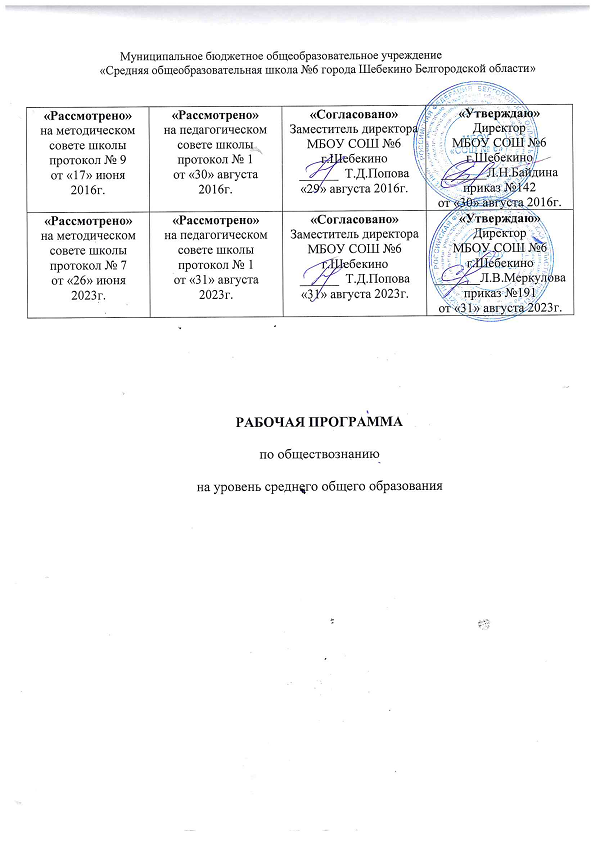 Муниципальное бюджетное общеобразовательное учреждение
«Средняя общеобразовательная школа №6 города Шебекино Белгородской области»
«Рассмотрено»
на методическом
совете школы
протокол № 9
от «17» июня
2016г.
«Рассмотрено»
на педагогическом
совете школы
протокол № 1
от «30» августа
2016г.
«Согласовано»
Заместитель директора
МБОУ СОШ №6
г.Шебекино
Т.Д.Попова
«29» августа 2016г.
«Утверждаю»
Директор
МБОУ СОШ №6
г.Шебекино
Л.Н.Байдина
приказ №142
от «30» августа 2016г.
«Рассмотрено»
на методическом
совете школы
протокол № 7
от «26» июня
2023г.
«Рассмотрено»
на педагогическом
совете школы
протокол № 1
от «31» августа
2023г.
«Согласовано»
Заместитель директора
МБОУ СОШ №6
г.Шебекино
Т.Д.Попова
«31» августа 2023г.
«Утверждаю»
Директор
МБОУ СОШ №6
г.Шебекино
Л.В.Меркулова
приказ №191
от «31» августа 2023г.
РАБОЧАЯ ПРОГРАММА
по обществознанию
на уровень среднего общего образования